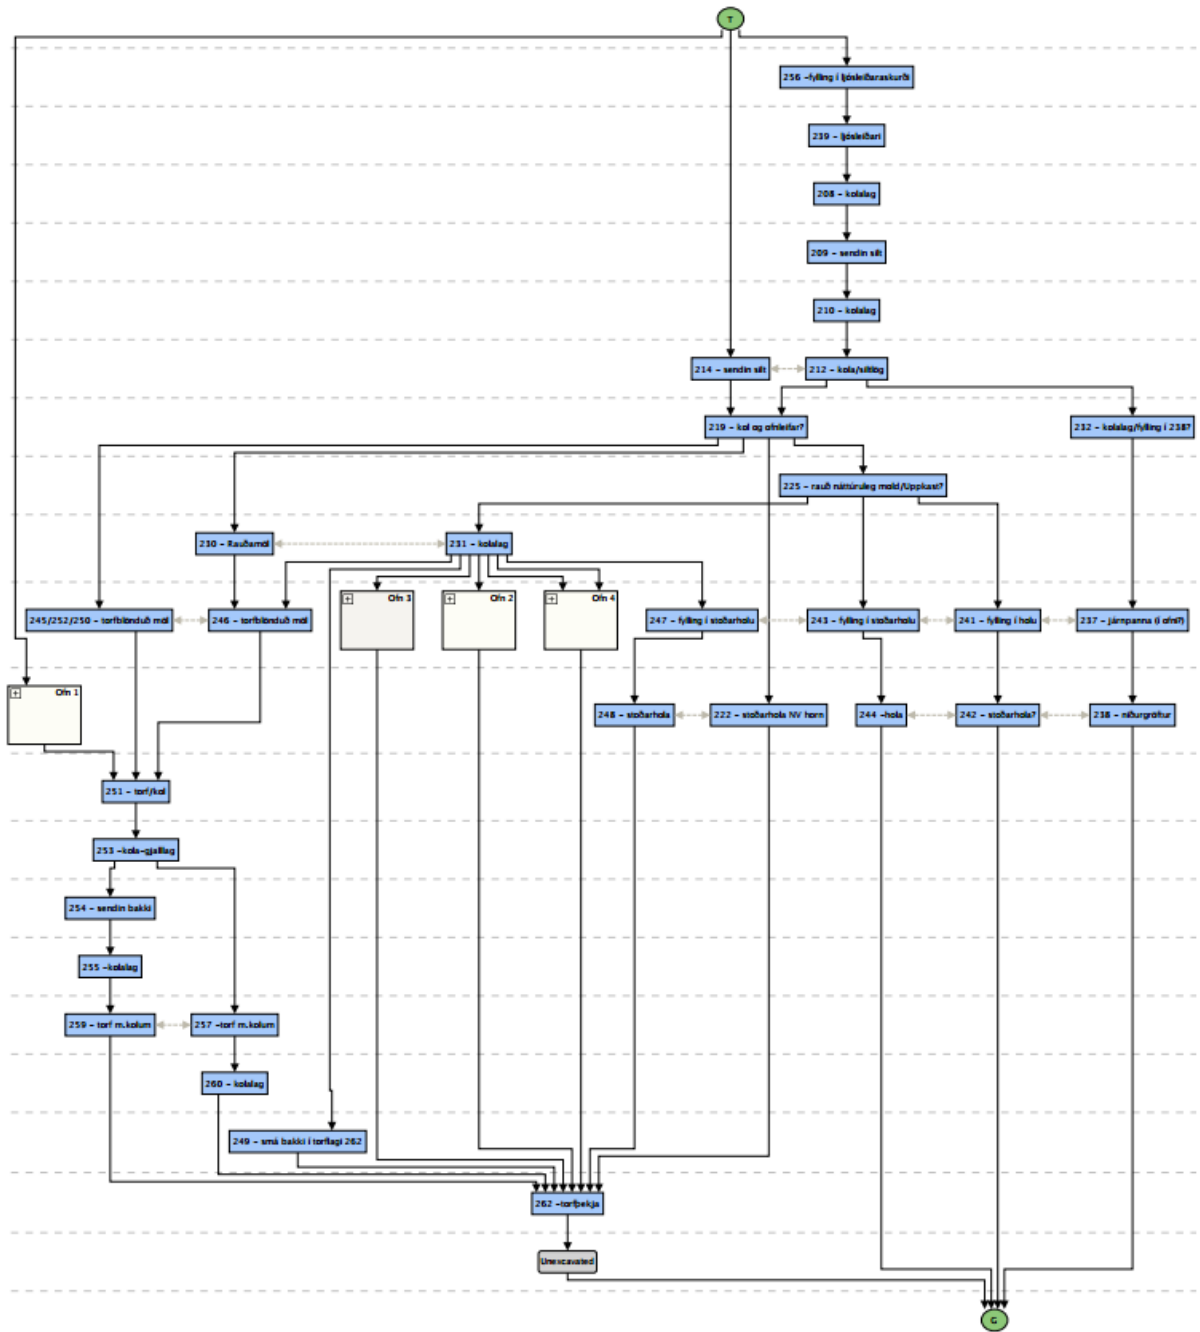 T
256 -fylling í ljósleiðaraskurði
239 - ljósleiðari
208 - kolalag
209 - sendin silt
210 - kolalag
214 - sendin silt
212 - kola/siltlög
219 - kol og ofnleifar?
232 - kolalag/fylling í 238?
225 - rauð náttúruleg mold/Uppkast?
230 - Rauðamöl
231 - kolalag
Ofn 3
Ofn 2
Ofn 4
245/252/250 - torfblönduð möl
246 - torfblönduð möl
247 - fylling í stoðarholu
243 - fylling í stoðarholu
241 - fylling í holu
237 - járnpanna (í ofni?)
Ofn 1
248 - stoðarhola
222 - stoðarhola NV horn
244 -hola
242 - stoðarhola?
238 - niðurgröftur
251 - torf/kol
253 -kola-gjalllag
254 - sendin bakki
255 -kolalag
259 - torf m.kolum
257 -torf m.kolum
260 - kolalag
249 - smá bakki í torflagi 262
262 -torfþekja
Unexcavated
G